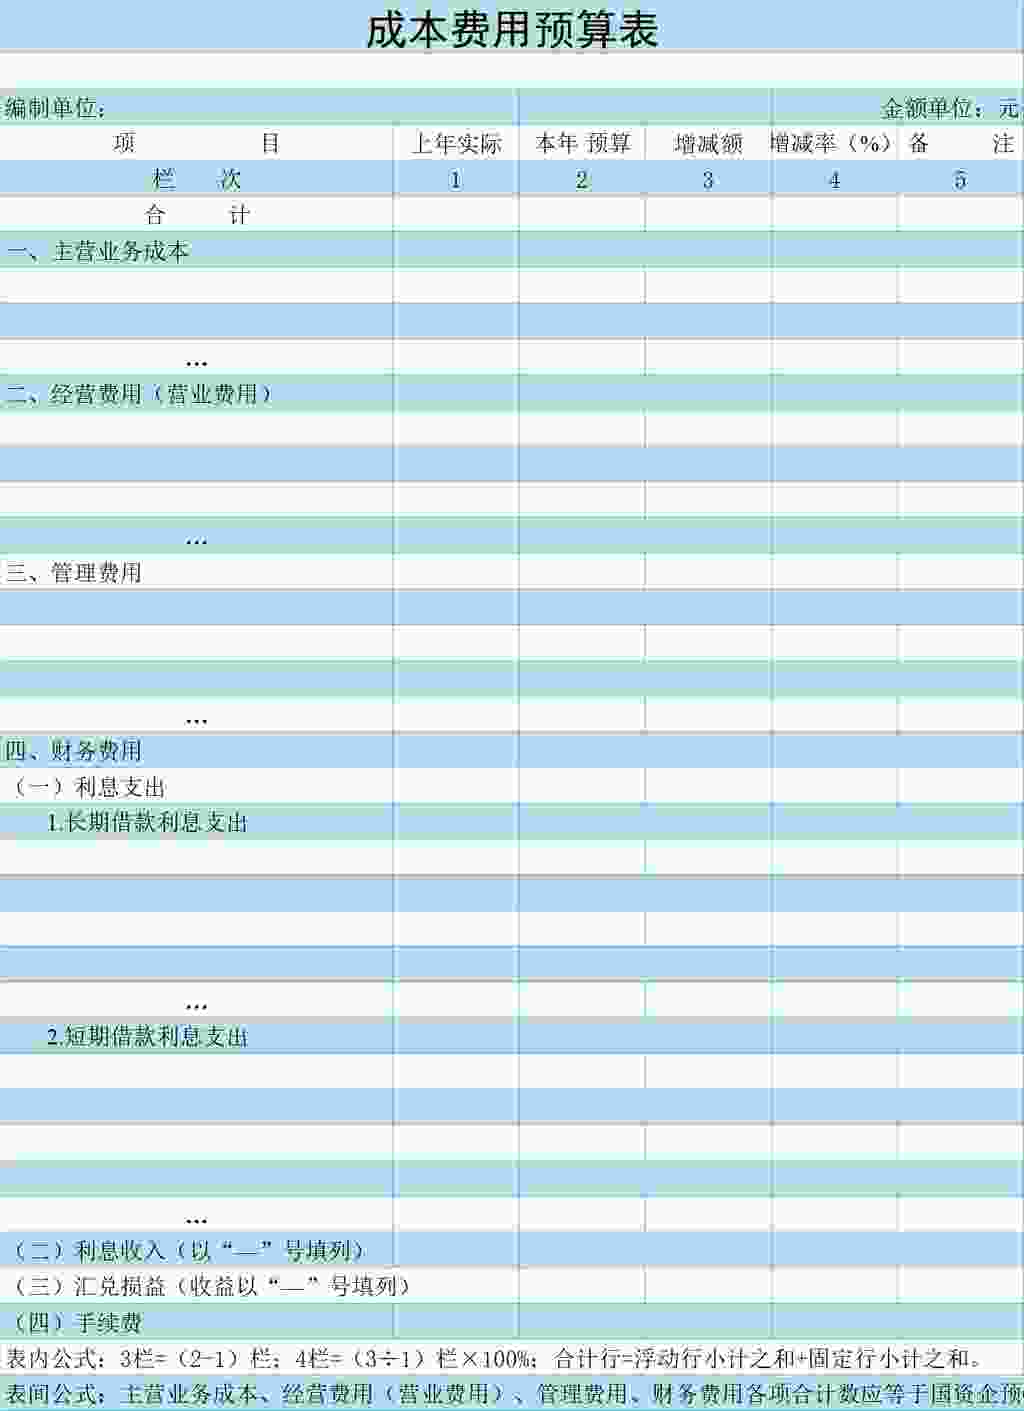 成本费用预算表
编制单位： 金额单位：元
项 目 上年实际 本年 预算 增减额 增减率（%） 备 注
栏 次 1 2 3 4 5
合 计
一、主营业务成本
…
二、经营费用（营业费用）
…
三、管理费用
…
四、财务费用
（一）利息支出
1.长期借款利息支出
…
2.短期借款利息支出
…
（二）利息收入（以“—”号填列）
（三）汇兑损益（收益以“—”号填列）
（四）手续费
表内公式：3栏=（2-1）栏；4栏=（3÷1）栏×100%；合计行=浮动行小计之和+固定行小计之和。
表间公式：主营业务成本、经营费用（营业费用）、管理费用、财务费用各项合计数应等于国资企预